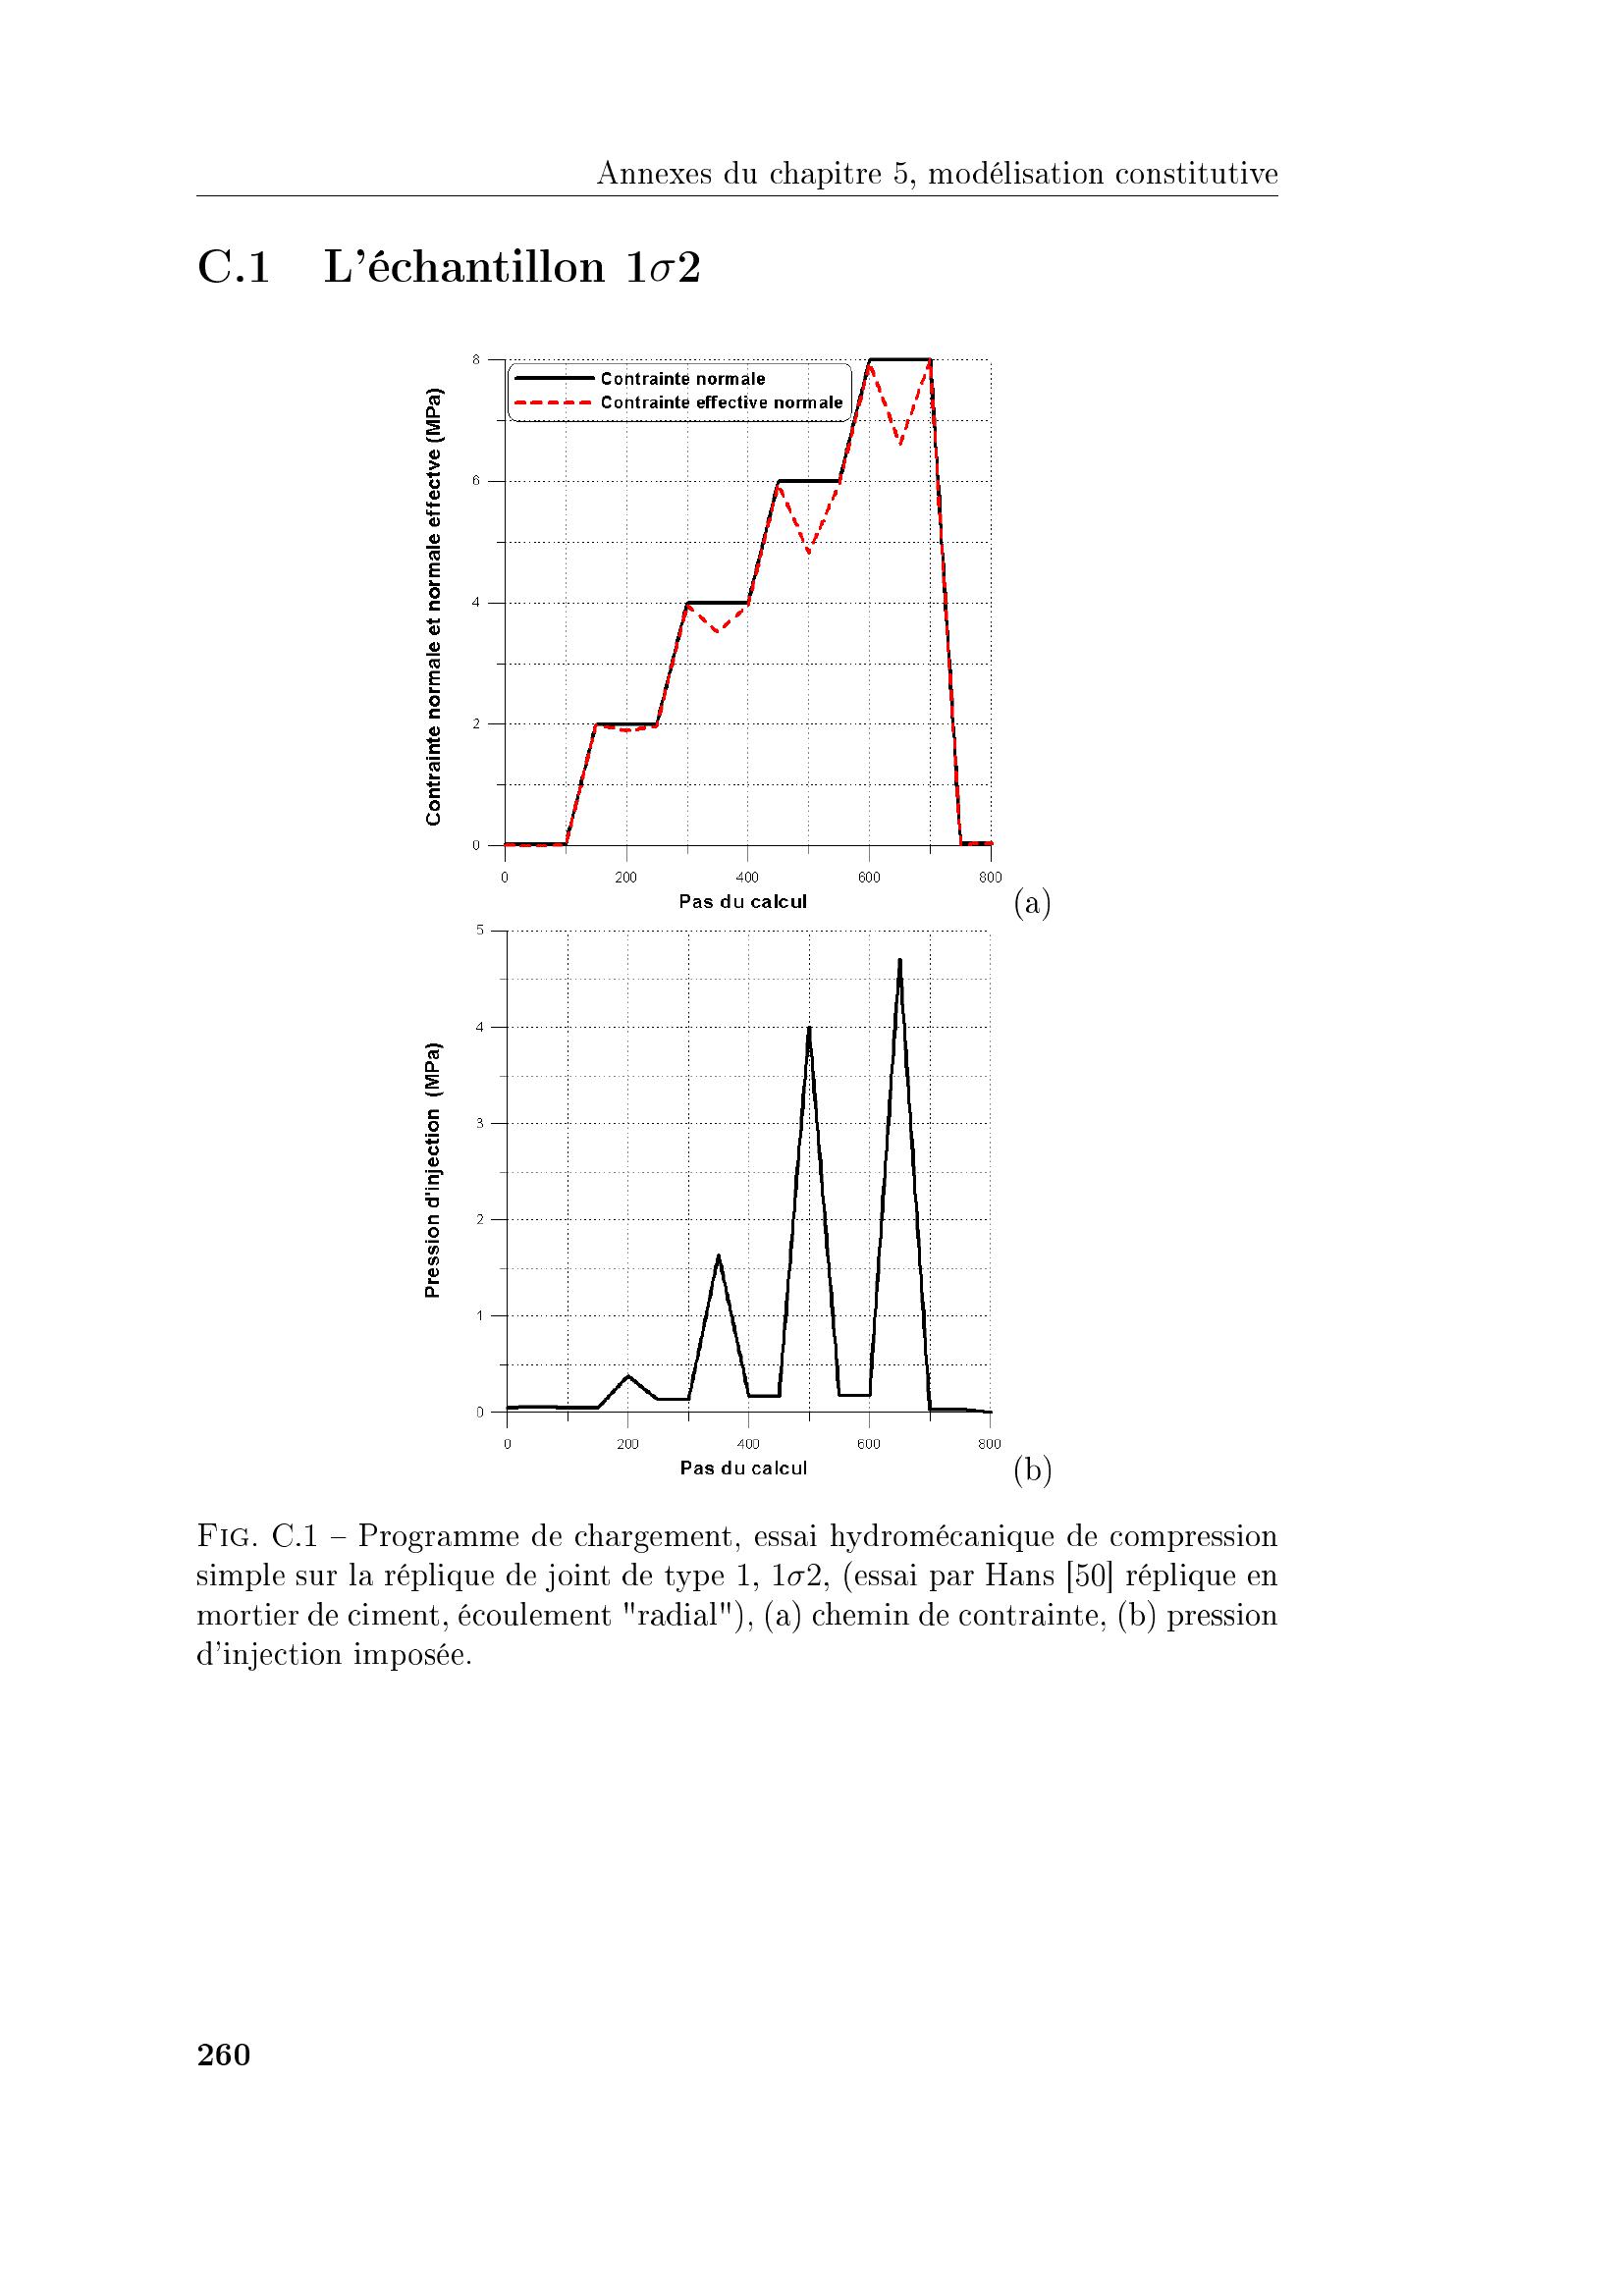 Annexes du chapitre 5, modélisation constitutive
C.1 L'échantillon 1σ2
8
6
4
2
0
Contrainte normale et normale effectve (MPa)
Contrainte normale
Contrainte effective normale
0 200 400 600 800
Pas du calcul
(a)
5
4
3
2
1
0
Pression d'injection (MPa)
0 200 400 600 800
Pas du calcul
(b)
FIG. C.1 – Programme de chargement, essai hydromécanique de compression
simple sur la réplique de joint de type 1, 1σ2, (essai par Hans [50] réplique en
mortier de ciment, écoulement "radial"), (a) chemin de contrainte, (b) pression
d'injection imposée.
260